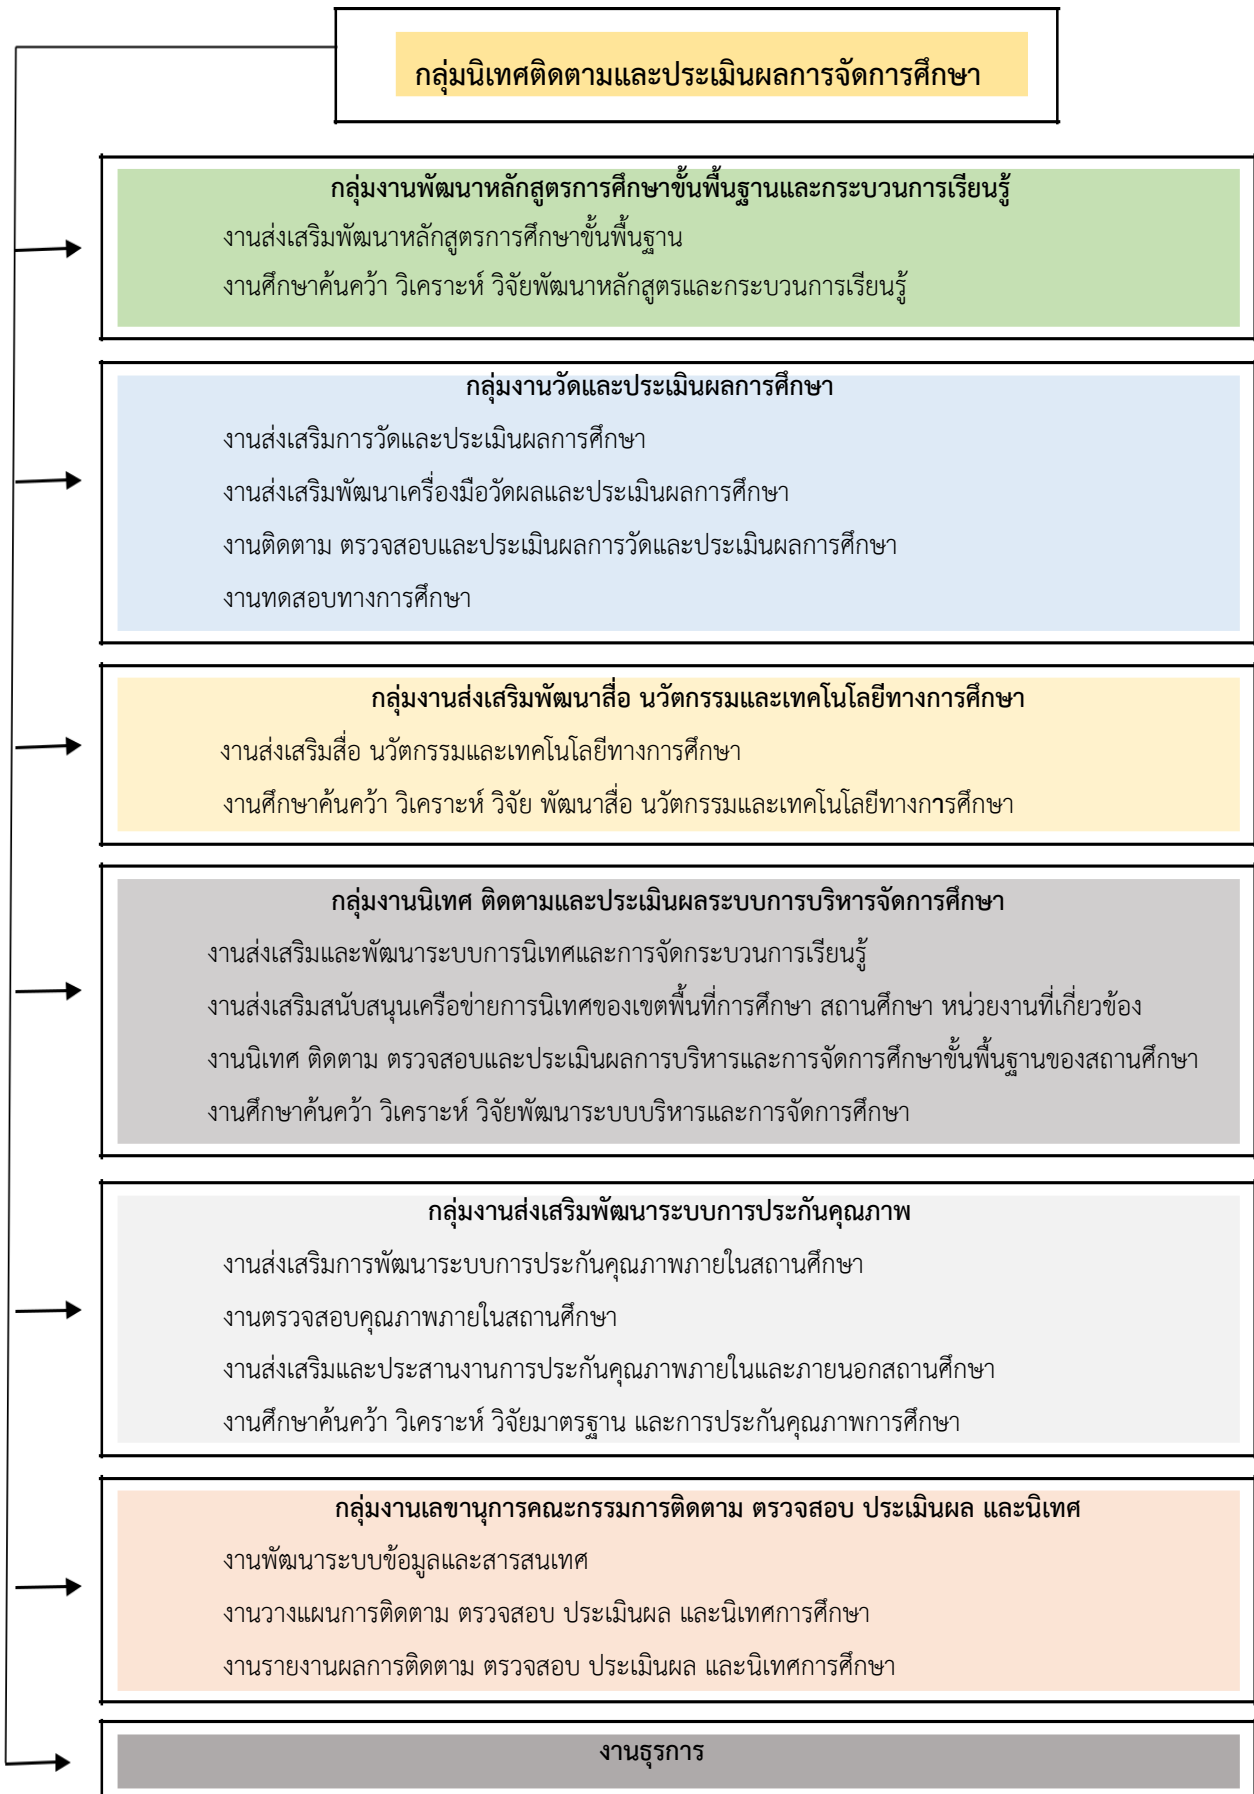 กลุ่มนิเทศติดตามและประเมินผลการจัดการศึกษา
กลุ่มงานพัฒนาหลักสูตรการศึกษาขั้นพื้นฐานและกระบวนการเรียนรู้
งานส่งเสริมพัฒนาหลักสูตรการศึกษาขั้นพื้นฐาน
งานศึกษาค้นคว้า วิเคราะห์ วิจัยพัฒนาหลักสูตรและกระบวนการเรียนรู้
กลุ่มงานวัดและประเมินผลการศึกษา
งานส่งเสริมการวัดและประเมินผลการศึกษา
งานส่งเสริมพัฒนาเครื่องมือวัดผลและประเมินผลการศึกษา
งานติดตาม ตรวจสอบและประเมินผลการวัดและประเมินผลการศึกษา
งานทดสอบทางการศึกษา
กลุ่มงานส่งเสริมพัฒนาสื่อ นวัตกรรมและเทคโนโลยีทางการศึกษา
งานส่งเสริมสื่อ นวัตกรรมและเทคโนโลยีทางการศึกษา
งานศึกษาค้นคว้า วิเคราะห์ วิจัย พัฒนาสื่อ นวัตกรรมและเทคโนโลยีทางการศึกษา
กลุ่มงานนิเทศ ติดตามและประเมินผลระบบการบริหารจัดการศึกษา
งานส่งเสริมและพัฒนาระบบการนิเทศและการจัดกระบวนการเรียนรู้
งานส่งเสริมสนับสนุนเครือข่ายการนิเทศของเขตพื้นที่การศึกษา สถานศึกษา หน่วยงานที่เกี่ยวข้อง
งานนิเทศ ติดตาม ตรวจสอบและประเมินผลการบริหารและการจัดการศึกษาขั้นพื้นฐานของสถานศึกษา
งานศึกษาค้นคว้า วิเคราะห์ วิจัยพัฒนาระบบบริหารและการจัดการศึกษา
กลุ่มงานส่งเสริมพัฒนาระบบการประกันคุณภาพ
งานส่งเสริมการพัฒนาระบบการประกันคุณภาพภายในสถานศึกษา
งานตรวจสอบคุณภาพภายในสถานศึกษา
งานส่งเสริมและประสานงานการประกันคุณภาพภายในและภายนอกสถานศึกษา
งานศึกษาค้นคว้า วิเคราะห์ วิจัยมาตรฐาน และการประกันคุณภาพการศึกษา
กลุ่มงานเลขานุการคณะกรรมการติดตาม ตรวจสอบ ประเมินผล และนิเทศ
งานพัฒนาระบบข้อมูลและสารสนเทศ
งานวางแผนการติดตาม ตรวจสอบ ประเมินผล และนิเทศการศึกษา
งานรายงานผลการติดตาม ตรวจสอบ ประเมินผล และนิเทศการศึกษา
งานธุรการ